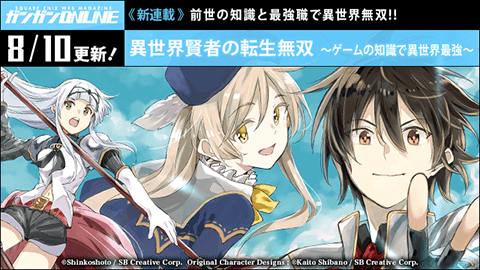 SQUARE ENIX WEB MAGAZINE
ガンガンONLINE
《新連載》前世の知識と最強職で異世界無双!!
8/10更新!
異世界賢者の転生無双 ～ゲームの知識で異世界最強～
©Shinkoshoto / SB Creative Corp. Original Character Designs : ©Kaito Shibano / SB Creative Corp.